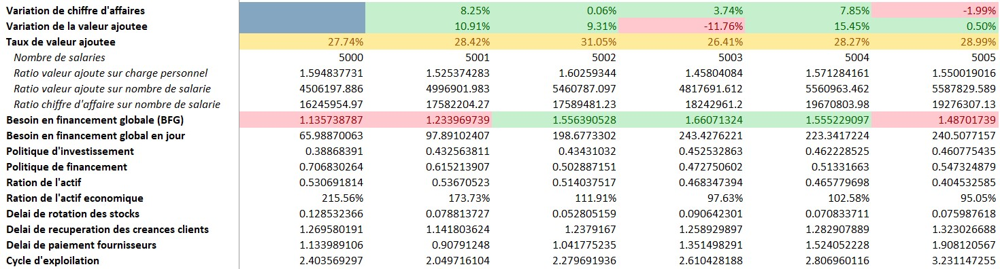 Variation de chiffre d'affaires 8.25% 0.06% 3.74% 7.85% -1.99%
Variation de la valeur ajoutee 10.91% 9.31% -11.76% 15.45% 0.50%
Taux de valeur ajoutee 27.74% 28.42% 31.05% 26.41% 28.27% 28.99%
Nombre de salaries 5000 5001 5002 5003 5004 5005
Ratio valeur ajoute sur charge personnel 1.594837731 1.525374283 1.60259344 1.45804084 1.571284161 1.550019016
Ratio valeur ajoute sur nombre de salarie 4506197.886 4996901.983 5460787.097 4817691.612 5560963.462 5587829.589
Ratio chiffre d'affaire sur nombre de salarie 16245954.97 17582204.27 17589481.23 18242961.2 19670803.98 19276307.13
Besoin en financement globale (BFG) 1.135738787 1.233969739 1.556390528 1.66071324 1.555229097 1.48701739
Besoin en financement global en jour 65.98870063 97.89102407 198.6773302 243.4276221 223.3417224 240.5077157
Politique d'investissement 0.38868391 0.432563811 0.43431032 0.452532863 0.462228525 0.460775435
Politique de financement 0.706830264 0.615213907 0.502887151 0.472750602 0.51331663 0.547324879
Ration de l'actif 0.530691814 0.53670523 0.514037517 0.468347394 0.465779698 0.404532585
Ration de l'actif economique 215.56% 173.73% 111.91% 97.63% 102.58% 95.05%
Delai de rotation des stocks 0.128532366 0.078813727 0.052805159 0.090642301 0.070833711 0.075987618
Delai de recuperation des creances clients 1.269580191 1.141803624 1.2379167 1.258929897 1.282907889 1.323026688
Delai de paiement fournisseurs 1.133989106 0.90791248 1.041775235 1.351498291 1.524052228 1.908120567
Cycle d'exploilation 2.403569297 2.049716104 2.279691936 2.610428188 2.806960116 3.231147255